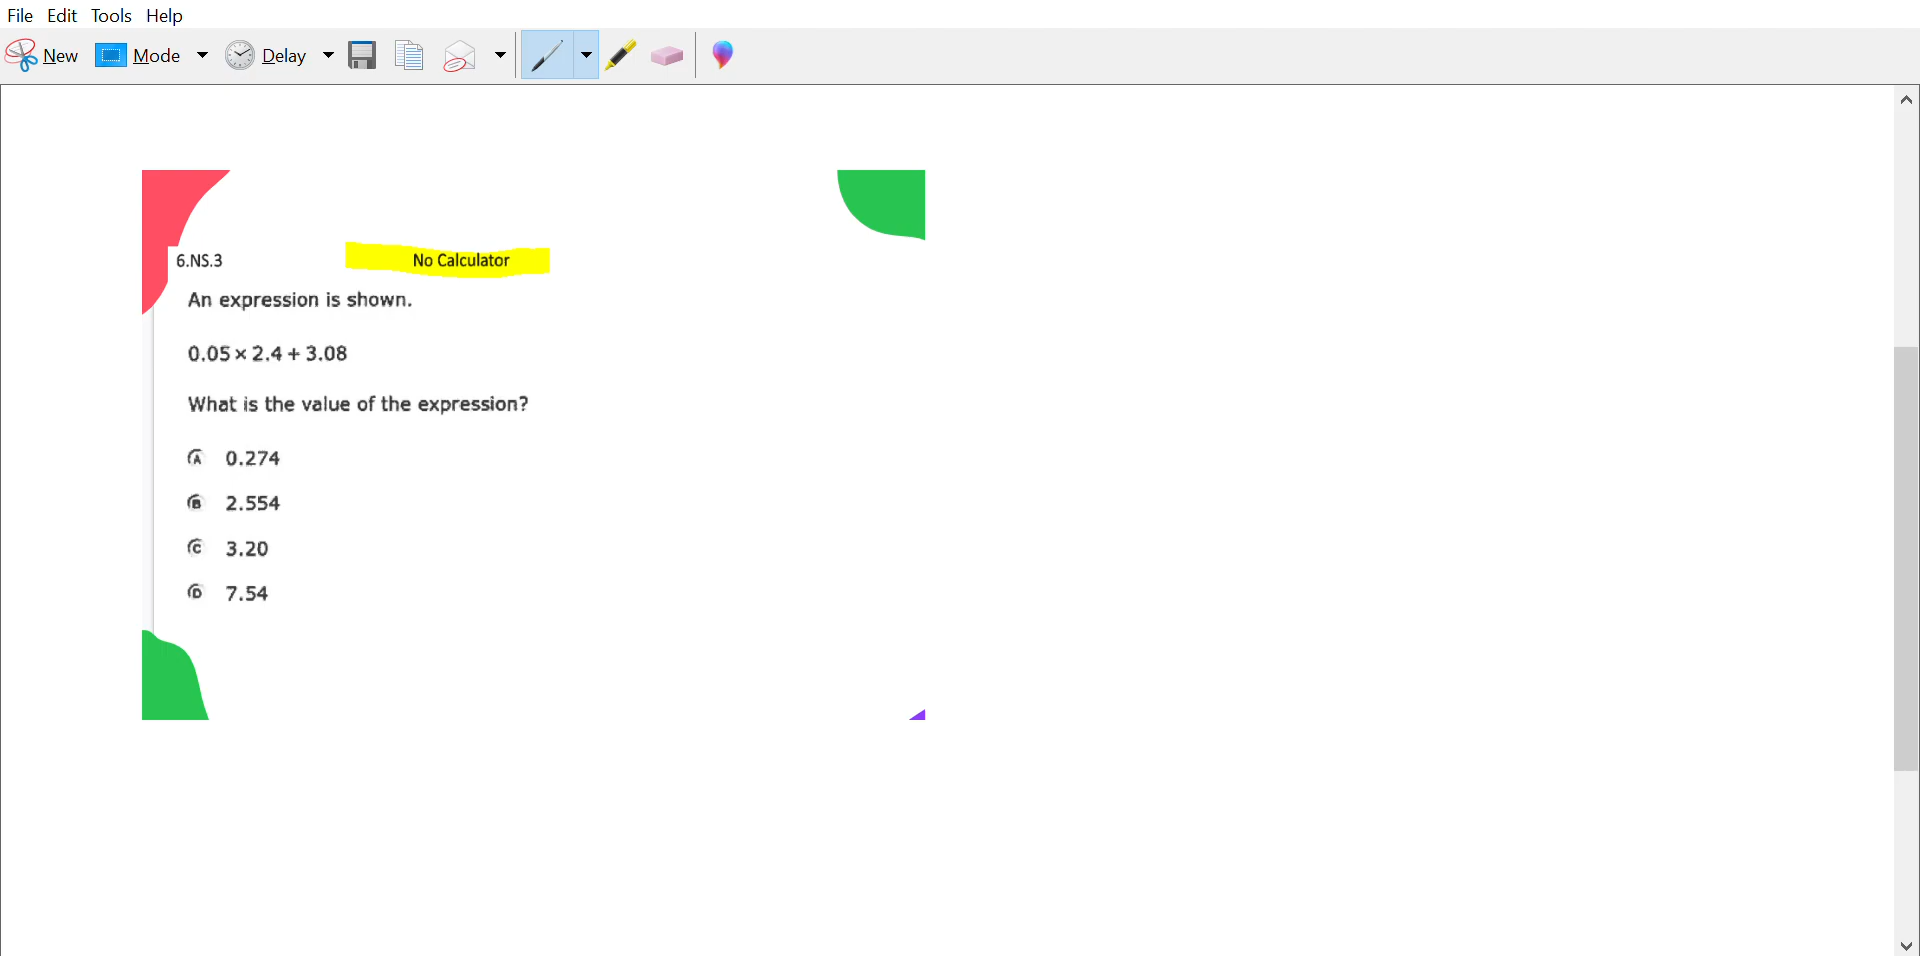 File Edit Tools Help
New Mode Delay
6.NS.3 No Calculator
An expression is shown.
0.05 × 2.4 + 3.08
What is the value of the expression?
A 0.274
B 2.554
C 3.20
D 7.54